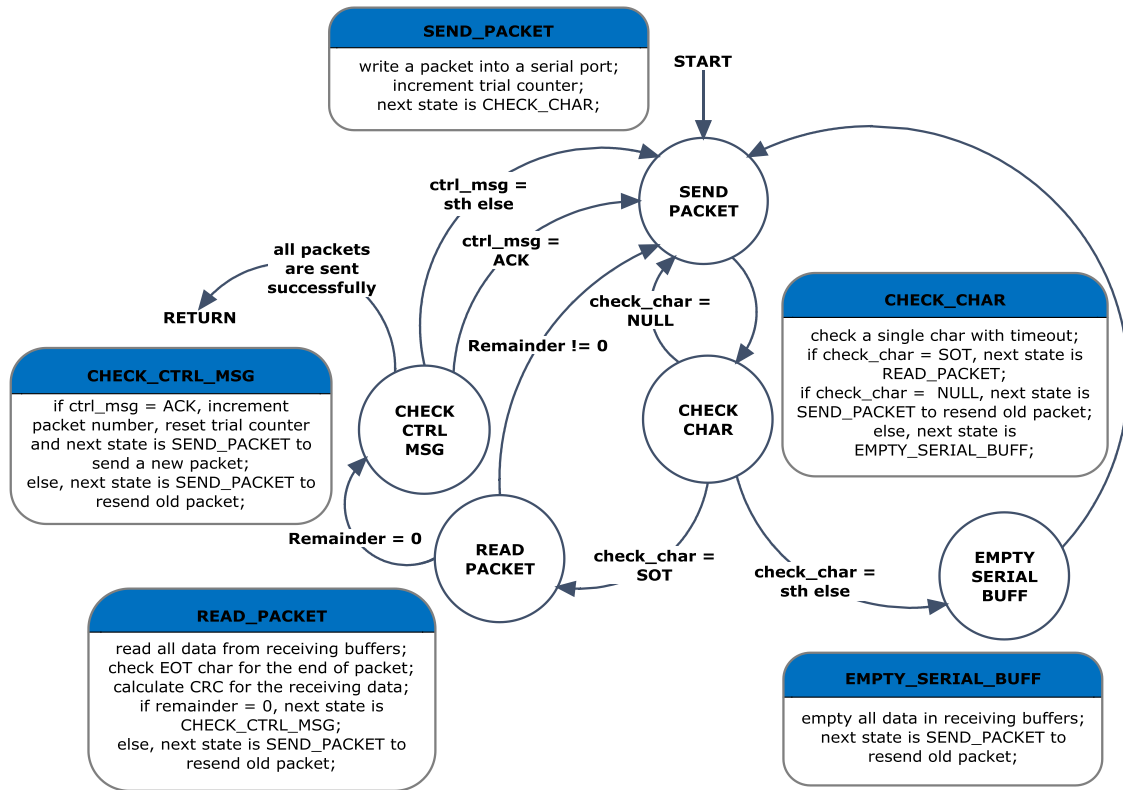 SEND_PACKET
write a packet into a serial port;
increment trial counter;
next state is CHECK_CHAR;
START
SEND
PACKET
ctrl_msg =
sth else
ctrl_msg =
ACK
all packets
are sent
successfully
RETURN
check_char =
NULL
Remainder != 0
CHECK_CHAR
check a single char with timeout;
if check_char = SOT, next state is
READ_PACKET;
if check_char =  NULL, next state is
SEND_PACKET to resend old packet;
else, next state is
EMPTY_SERIAL_BUFF;
CHECK_CTRL_MSG
if ctrl_msg = ACK, increment
packet number, reset trial counter
and next state is SEND_PACKET to
send a new packet;
else, next state is SEND_PACKET to
resend old packet;
CHECK
CTRL
MSG
CHECK
CHAR
Remainder = 0
READ
PACKET
check_char =
SOT
check_char =
sth else
EMPTY
SERIAL
BUFF
READ_PACKET
read all data from receiving buffers;
check EOT char for the end of packet;
calculate CRC for the receiving data;
if remainder = 0, next state is
CHECK_CTRL_MSG;
else, next state is SEND_PACKET to
resend old packet;
EMPTY_SERIAL_BUFF
empty all data in receiving buffers;
next state is SEND_PACKET to
resend old packet;